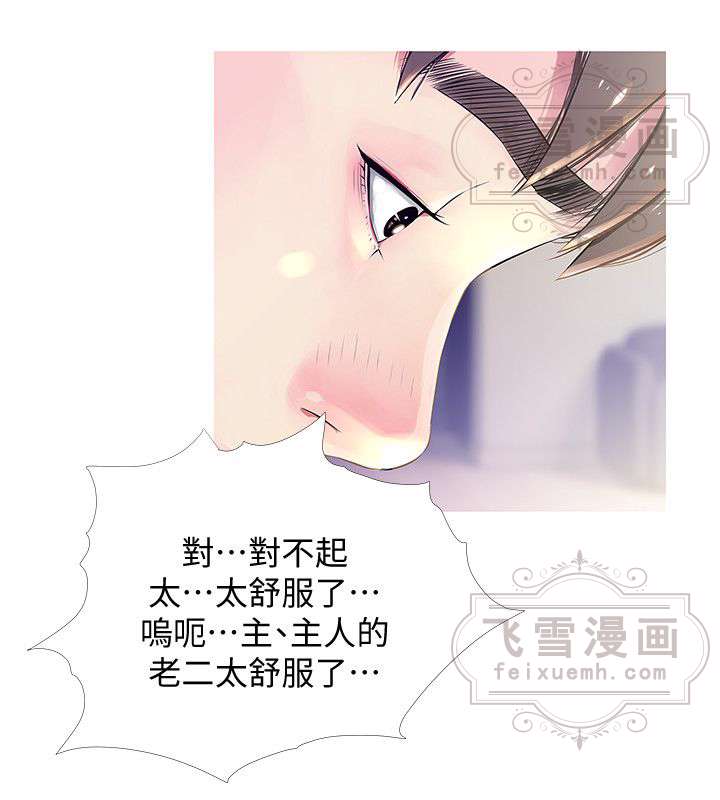 飞雪漫画
feixuemh.com
對⋯對不起
太⋯太舒服了⋯
嗚呃⋯主、主人的
老二太舒服了⋯
飞雪漫画
feixuemh.com